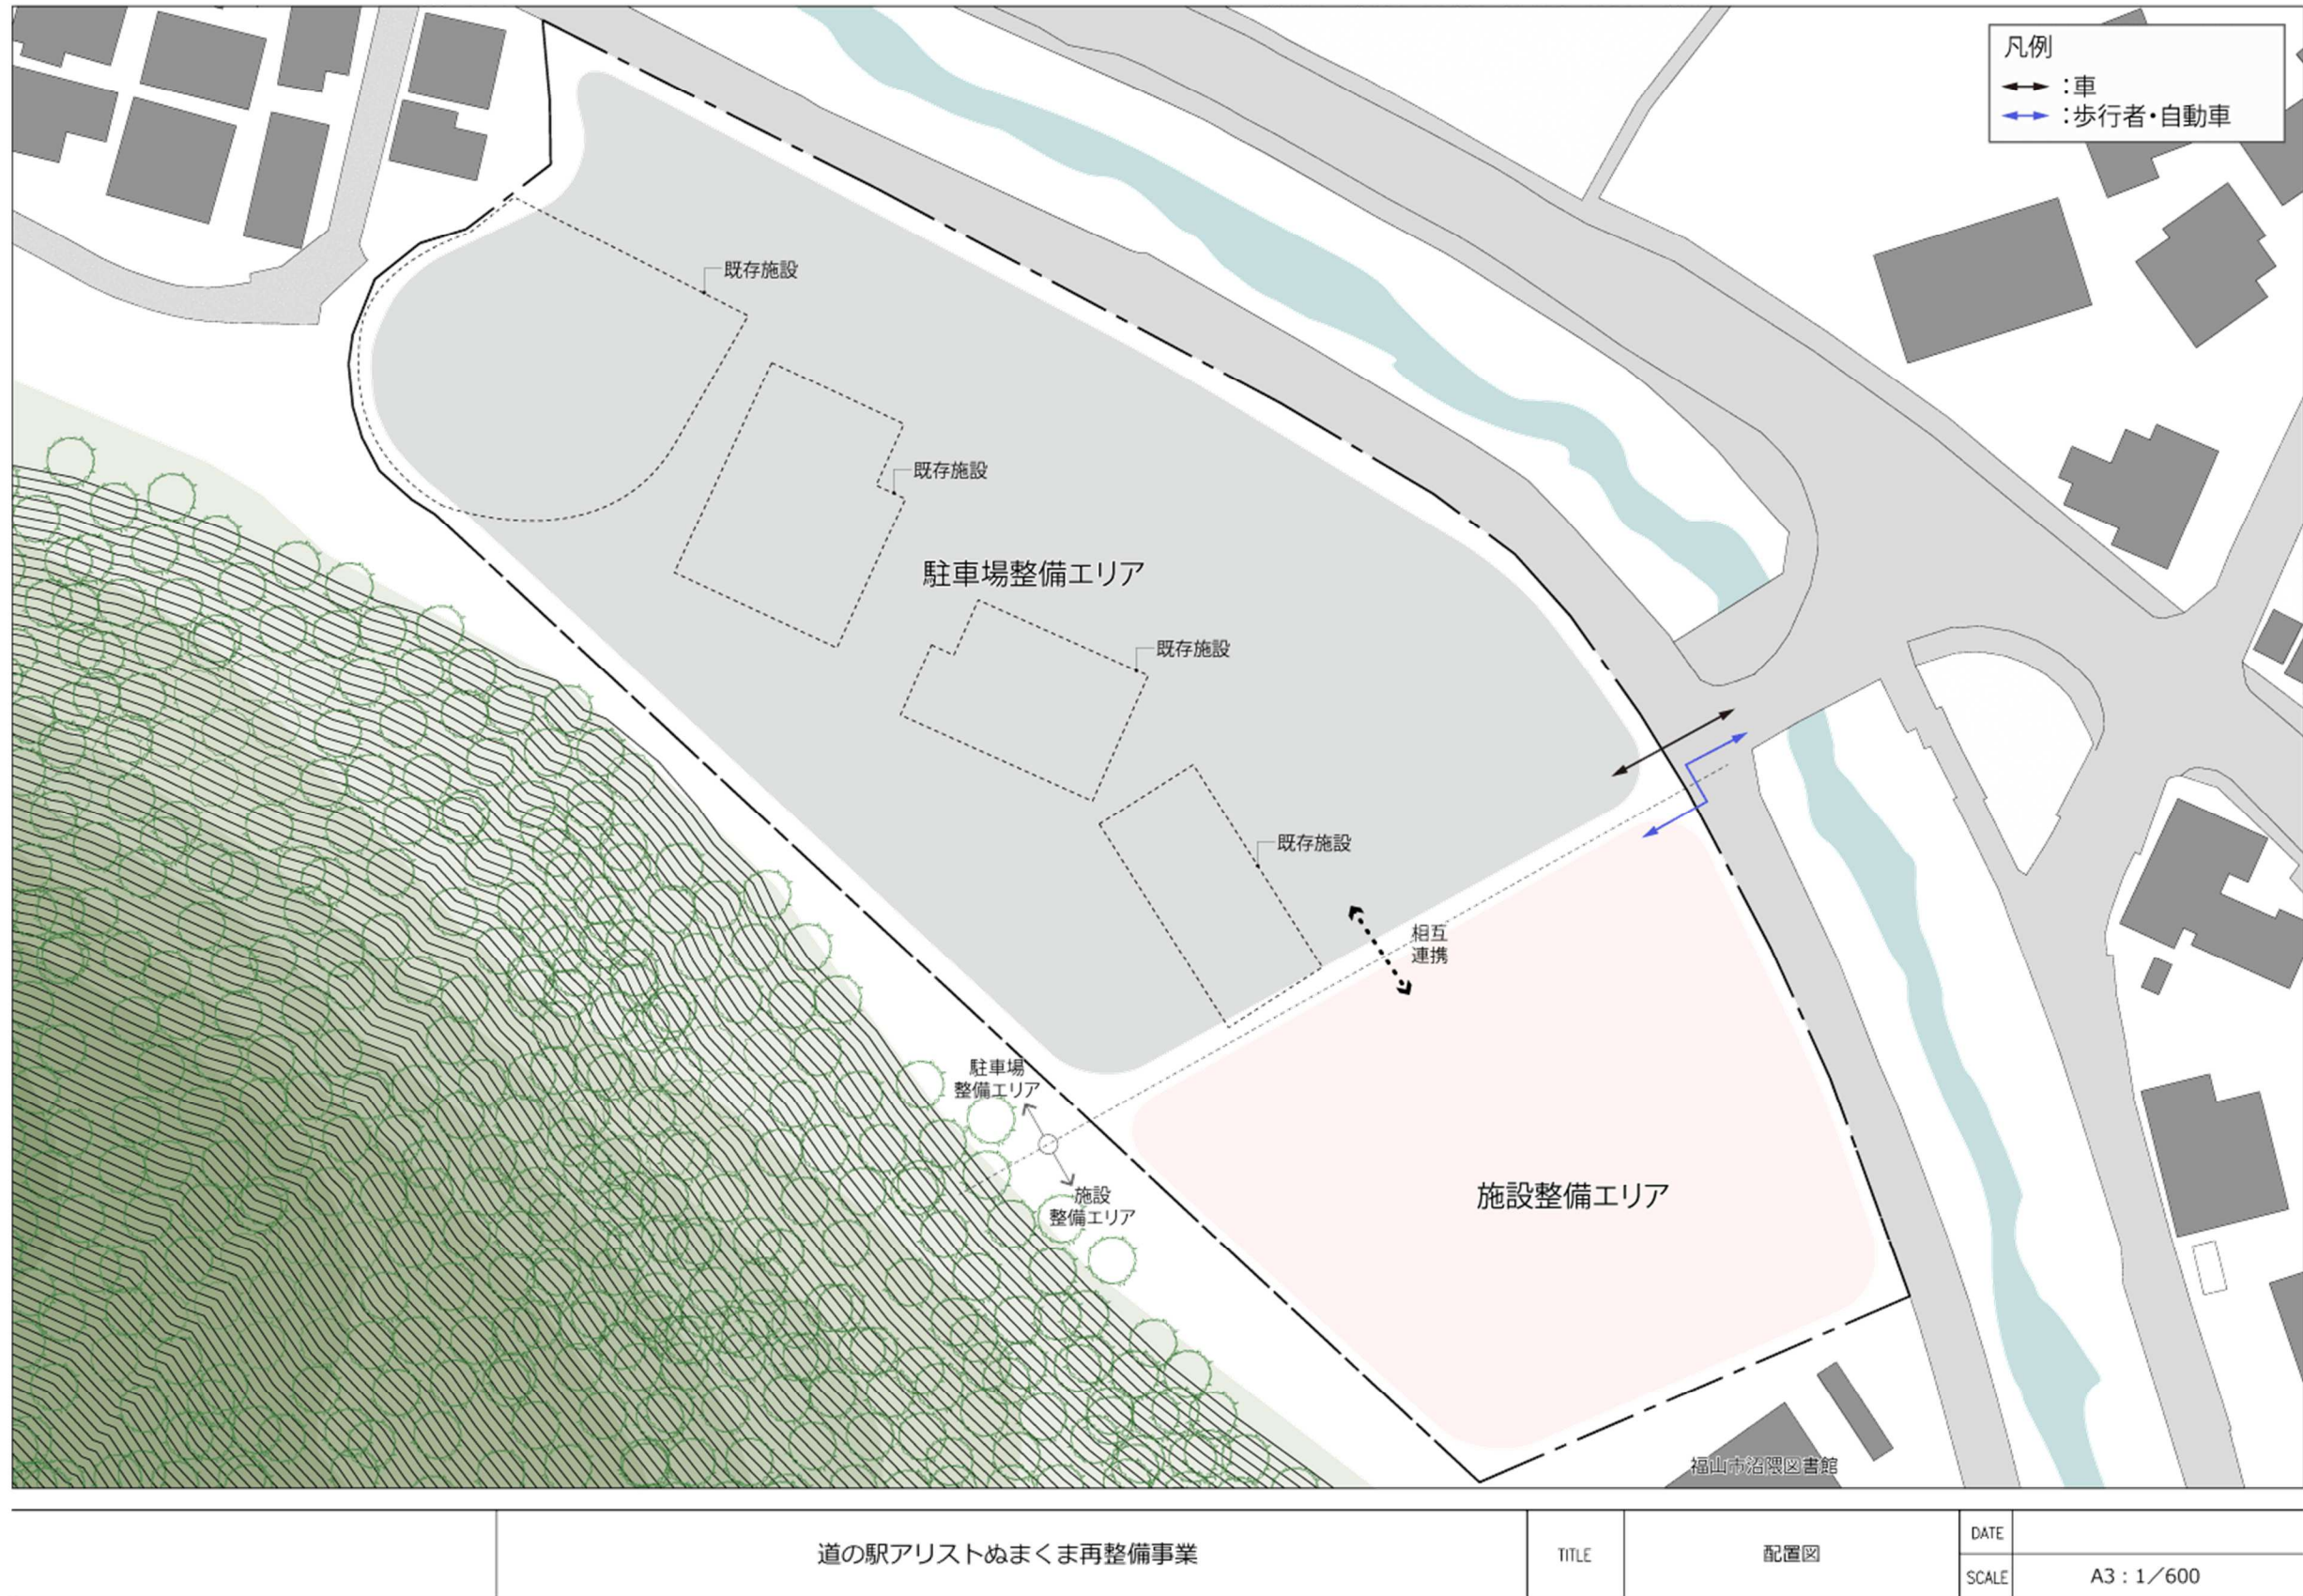 凡例
:車
:歩行者・自動車
既存施設
既存施設
駐車場整備エリア
既存施設
既存施設
相互
連携
駐車場
整備エリア
施設
整備エリア
施設整備エリア
福山市沼隈図書館
道の駅アリストぬまくま再整備事業
TITLE
配置図
DATE
SCALE
A3：1／600